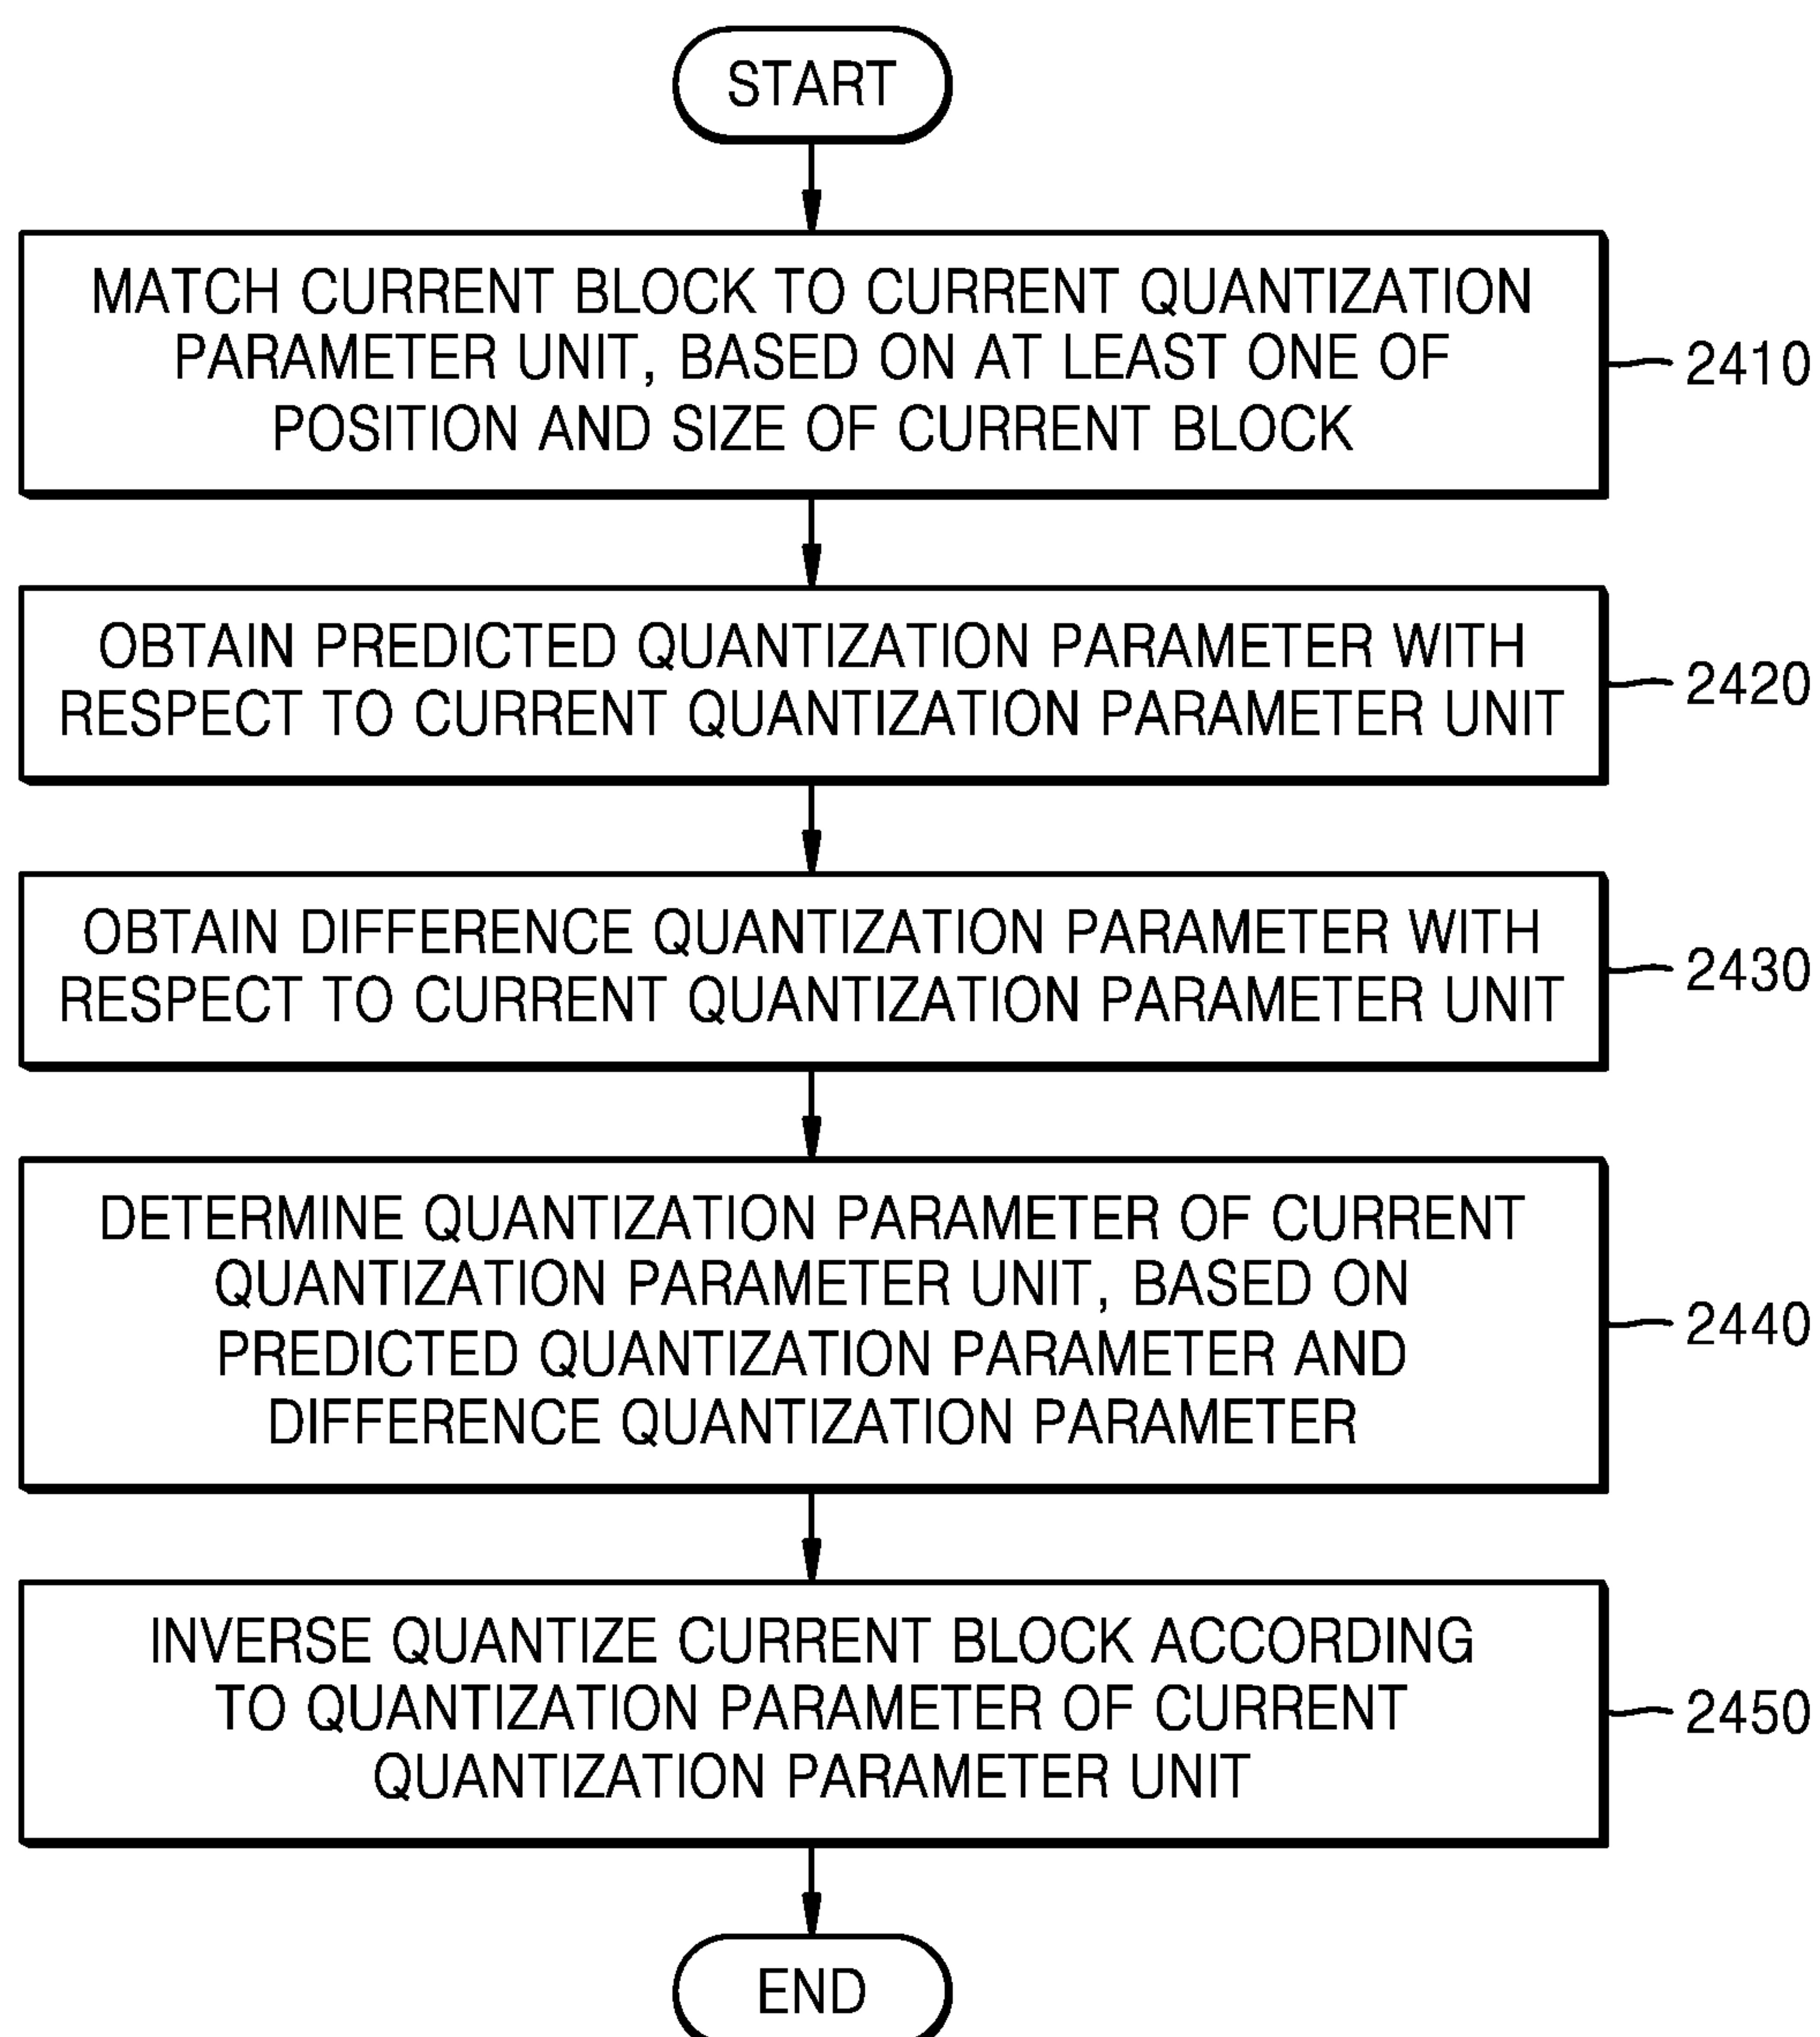 START
MATCH CURRENT BLOCK TO CURRENT QUANTIZATION
PARAMETER UNIT, BASED ON AT LEAST ONE OF
POSITION AND SIZE OF CURRENT BLOCK
2410
OBTAIN PREDICTED QUANTIZATION PARAMETER WITH
RESPECT TO CURRENT QUANTIZATION PARAMETER UNIT
2420
OBTAIN DIFFERENCE QUANTIZATION PARAMETER WITH
RESPECT TO CURRENT QUANTIZATION PARAMETER UNIT
2430
DETERMINE QUANTIZATION PARAMETER OF CURRENT
QUANTIZATION PARAMETER UNIT, BASED ON
PREDICTED QUANTIZATION PARAMETER AND
DIFFERENCE QUANTIZATION PARAMETER
2440
INVERSE QUANTIZE CURRENT BLOCK ACCORDING
TO QUANTIZATION PARAMETER OF CURRENT
QUANTIZATION PARAMETER UNIT
2450
END